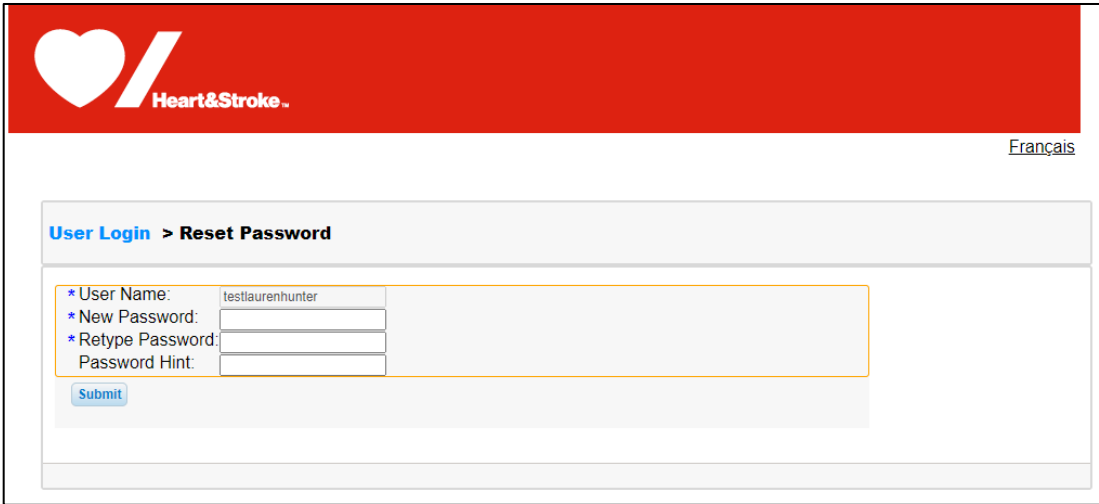 Heart&Stroke™
Français
User Login > Reset Password
* User Name: testlaurenhunter
* New Password:
* Retype Password:
Password Hint:
Submit